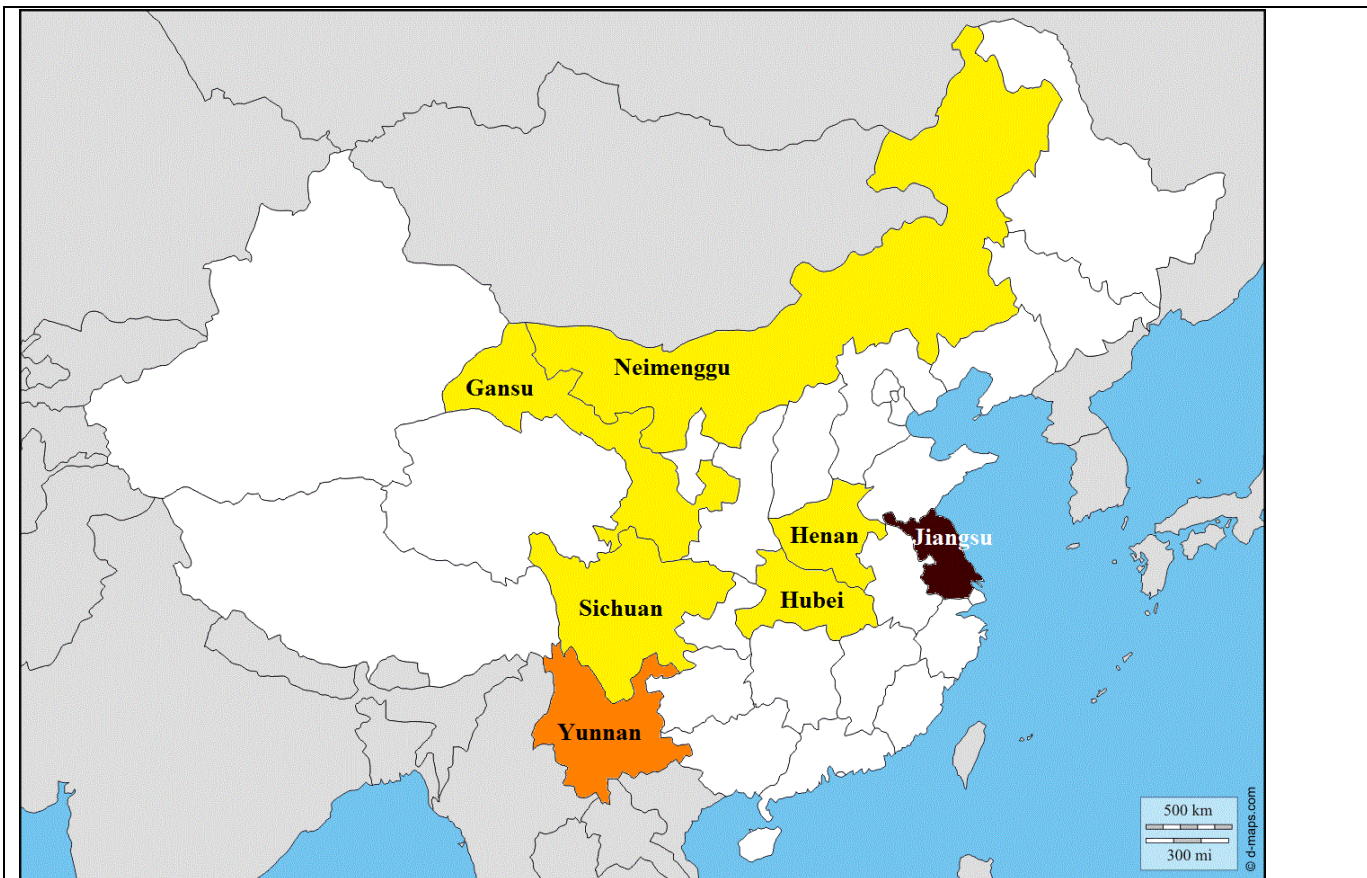 Neimenggu
Gansu
Henan
Jiangsu
Sichuan
Hubei
Yunnan
500 km
300 mi
© d-maps.com